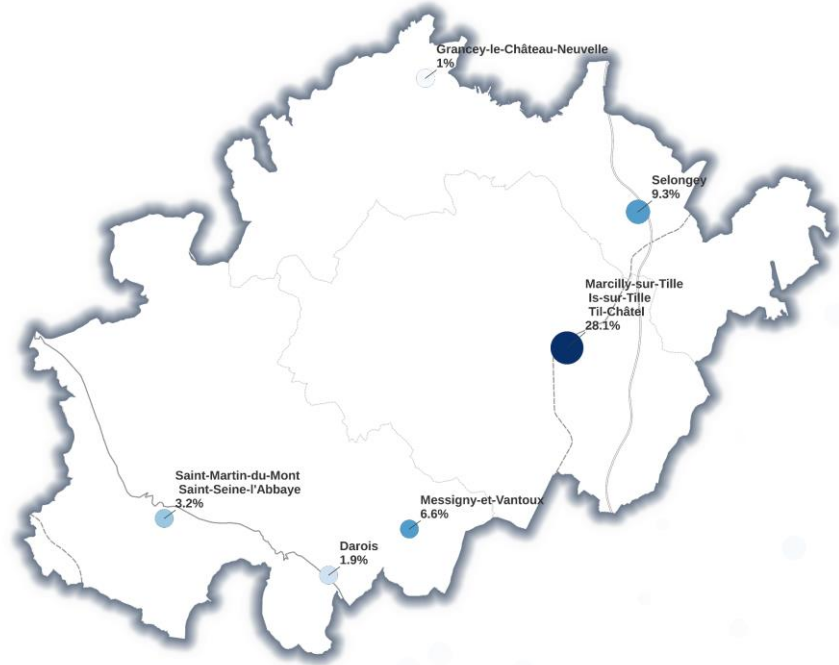 Grancey-le-Château-Neuvelle
1%
Selongey
9.3%
Marcilly-sur-Tille
Is-sur-Tille
Til-Châtel
28.1%
Saint-Martin-du-Mont
Saint-Seine-l'Abbaye
3.2%
Messigny-et-Vantoux
6.6%
Darois
1.9%